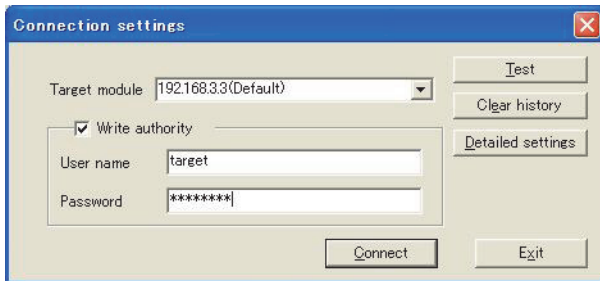 Connection settings
Target module 192.168.3.3(Default)
Test
Clear history
Detailed settings
Write authority
User name target
Password ********
Connect Exit